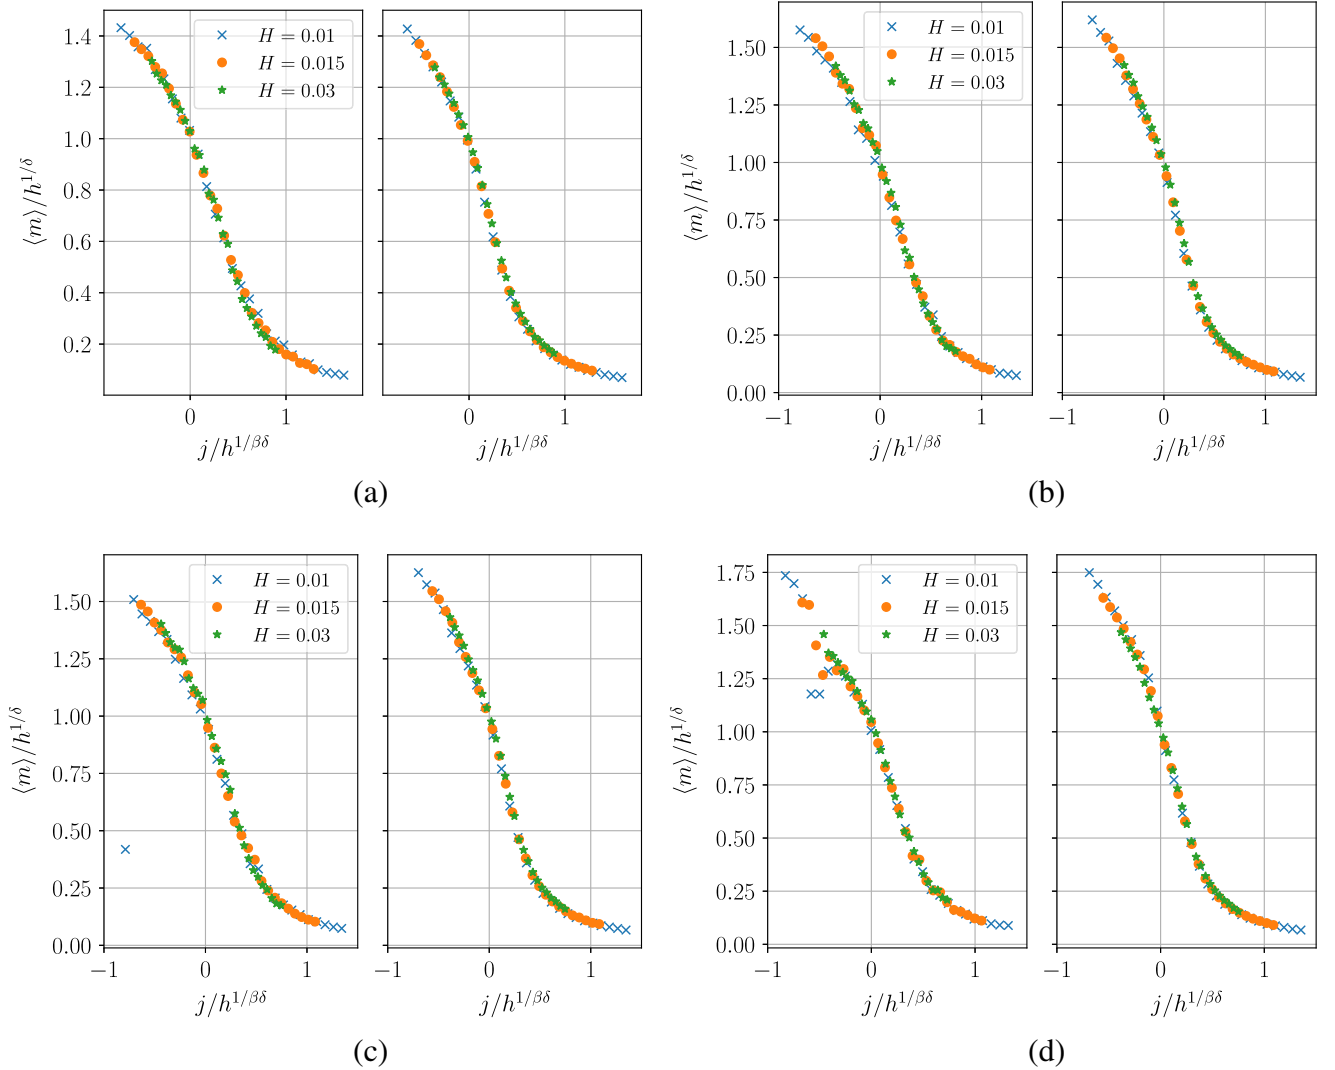 1.4
1.2
1.0
0.8
0.6
0.4
0.2
⟨m⟩/h^{1/δ}
H = 0.01
H = 0.015
H = 0.03
0 1
0 1
j/h^{1/βδ}
j/h^{1/βδ}
(a)
1.50
1.25
1.00
0.75
0.50
0.25
0.00
⟨m⟩/h^{1/δ}
H = 0.01
H = 0.015
H = 0.03
−1 0 1
−1 0 1
j/h^{1/βδ}
j/h^{1/βδ}
(b)
1.50
1.25
1.00
0.75
0.50
0.25
0.00
⟨m⟩/h^{1/δ}
H = 0.01
H = 0.015
H = 0.03
−1 0 1
−1 0 1
j/h^{1/βδ}
j/h^{1/βδ}
(c)
1.75
1.50
1.25
1.00
0.75
0.50
0.25
0.00
⟨m⟩/h^{1/δ}
H = 0.01
H = 0.015
H = 0.03
−1 0 1
−1 0 1
j/h^{1/βδ}
j/h^{1/βδ}
(d)